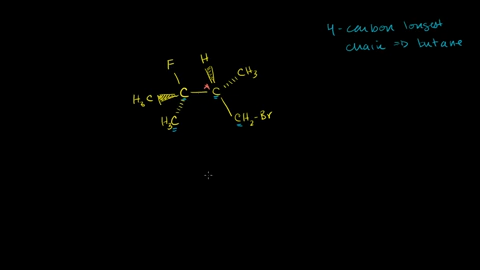 4-carbon longest
chain => butane
H
F
CH3
H3C
C
C
H3C
CH2-Br